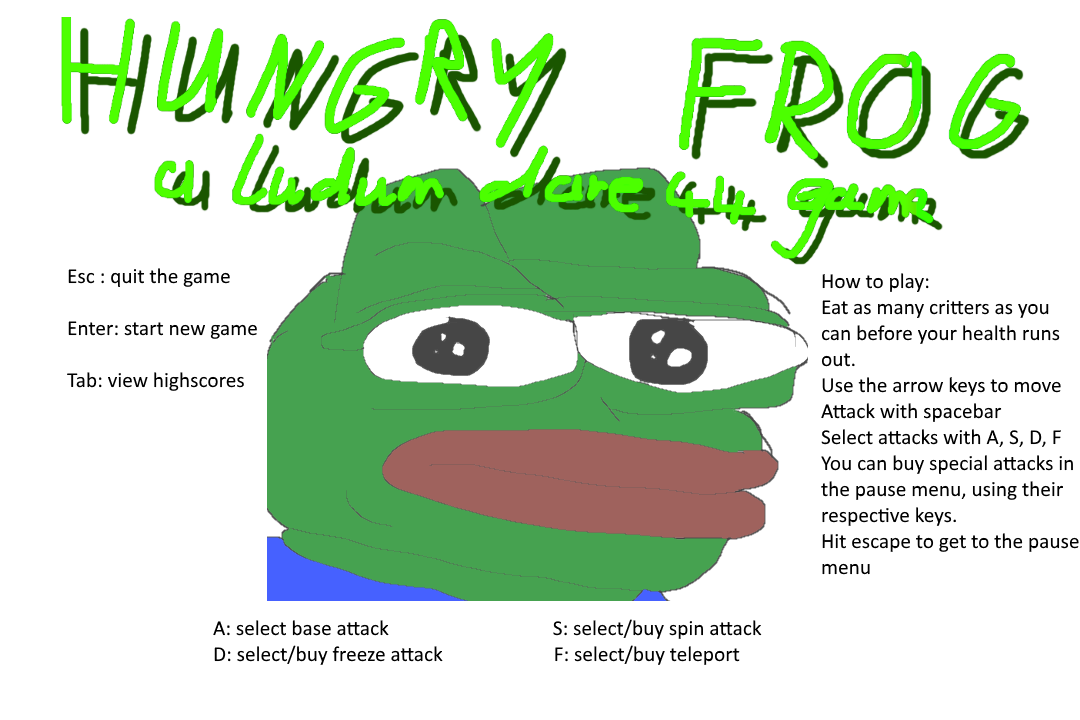 HUNGRY FROG
a ludum dare 44 game
Esc : quit the game
Enter: start new game
Tab: view highscores
How to play:
Eat as many critters as you
can before your health runs
out.
Use the arrow keys to move
Attack with spacebar
Select attacks with A, S, D, F
You can buy special attacks in
the pause menu, using their
respective keys.
Hit escape to get to the pause
menu
A: select base attack
S: select/buy spin attack
D: select/buy freeze attack
F: select/buy teleport